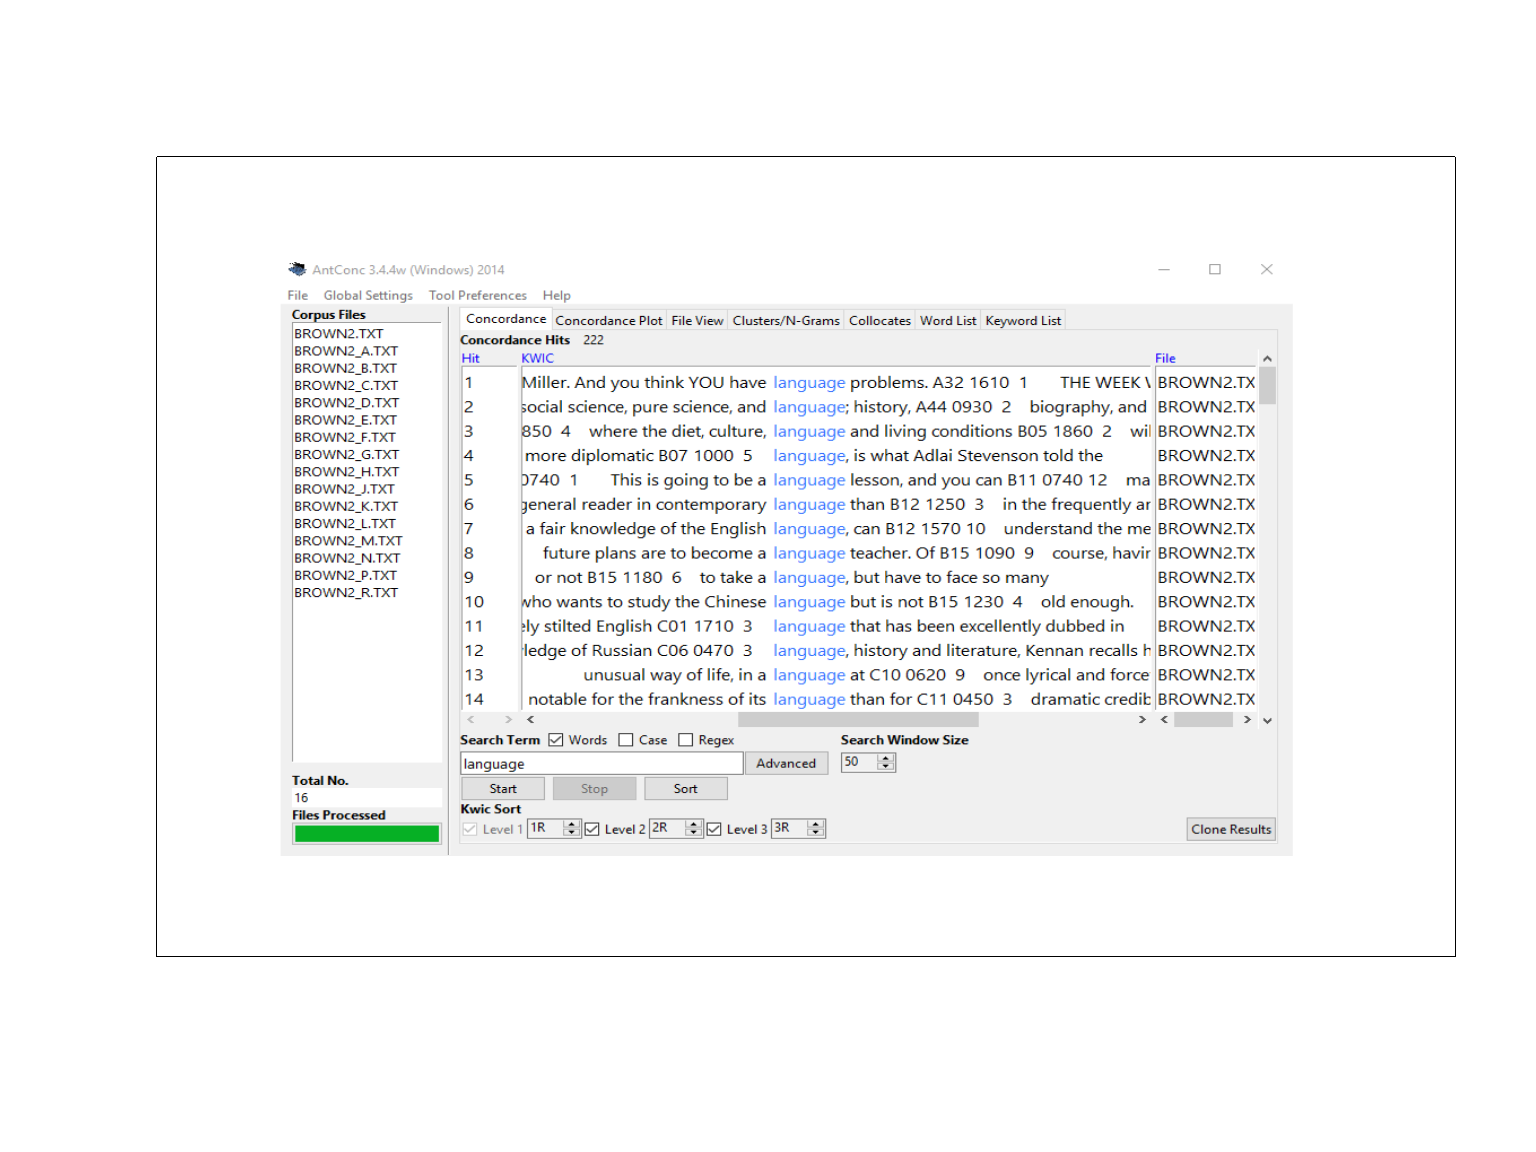 AntConc 3.4.4w (Windows) 2014
File Global Settings Tool Preferences Help
Corpus Files
BROWN2.TXT
BROWN2_A.TXT
BROWN2_B.TXT
BROWN2_C.TXT
BROWN2_D.TXT
BROWN2_E.TXT
BROWN2_F.TXT
BROWN2_G.TXT
BROWN2_H.TXT
BROWN2_J.TXT
BROWN2_K.TXT
BROWN2_L.TXT
BROWN2_M.TXT
BROWN2_N.TXT
BROWN2_P.TXT
BROWN2_R.TXT
Total No.
16
Files Processed
Concordance Concordance Plot File View Clusters/N-Grams Collocates Word List Keyword List
Concordance Hits 222
Hit KWIC File
1 Miller. And you think YOU have language problems. A32 1610 1 THE WEEK BROWN2.TX
2 social science, pure science, and language; history, A44 0930 2 biography, and BROWN2.TX
3 850 4 where the diet, culture, language and living conditions B05 1860 2 wil BROWN2.TX
4 more diplomatic B07 1000 5 language, is what Adlai Stevenson told the BROWN2.TX
5 0740 1 This is going to be a language lesson, and you can B11 0740 12 ma BROWN2.TX
6 general reader in contemporary language than B12 1250 3 in the frequently ar BROWN2.TX
7 a fair knowledge of the English language, can B12 1570 10 understand the me BROWN2.TX
8 future plans are to become a language teacher. Of B15 1090 9 course, havir BROWN2.TX
9 or not B15 1180 6 to take a language, but have to face so many BROWN2.TX
10 who wants to study the Chinese language but is not B15 1230 4 old enough. BROWN2.TX
11 ely stilted English C01 1710 3 language that has been excellently dubbed in BROWN2.TX
12 ledge of Russian C06 0470 3 language, history and literature, Kennan recalls h BROWN2.TX
13 unusual way of life, in a language at C10 0620 9 once lyrical and force BROWN2.TX
14 notable for the frankness of its language than for C11 0450 3 dramatic credib BROWN2.TX
Search Term Words Case Regex Search Window Size
language Advanced 50
Start Stop Sort
Kwic Sort
Level 1 1R Level 2 2R Level 3 3R Clone Results